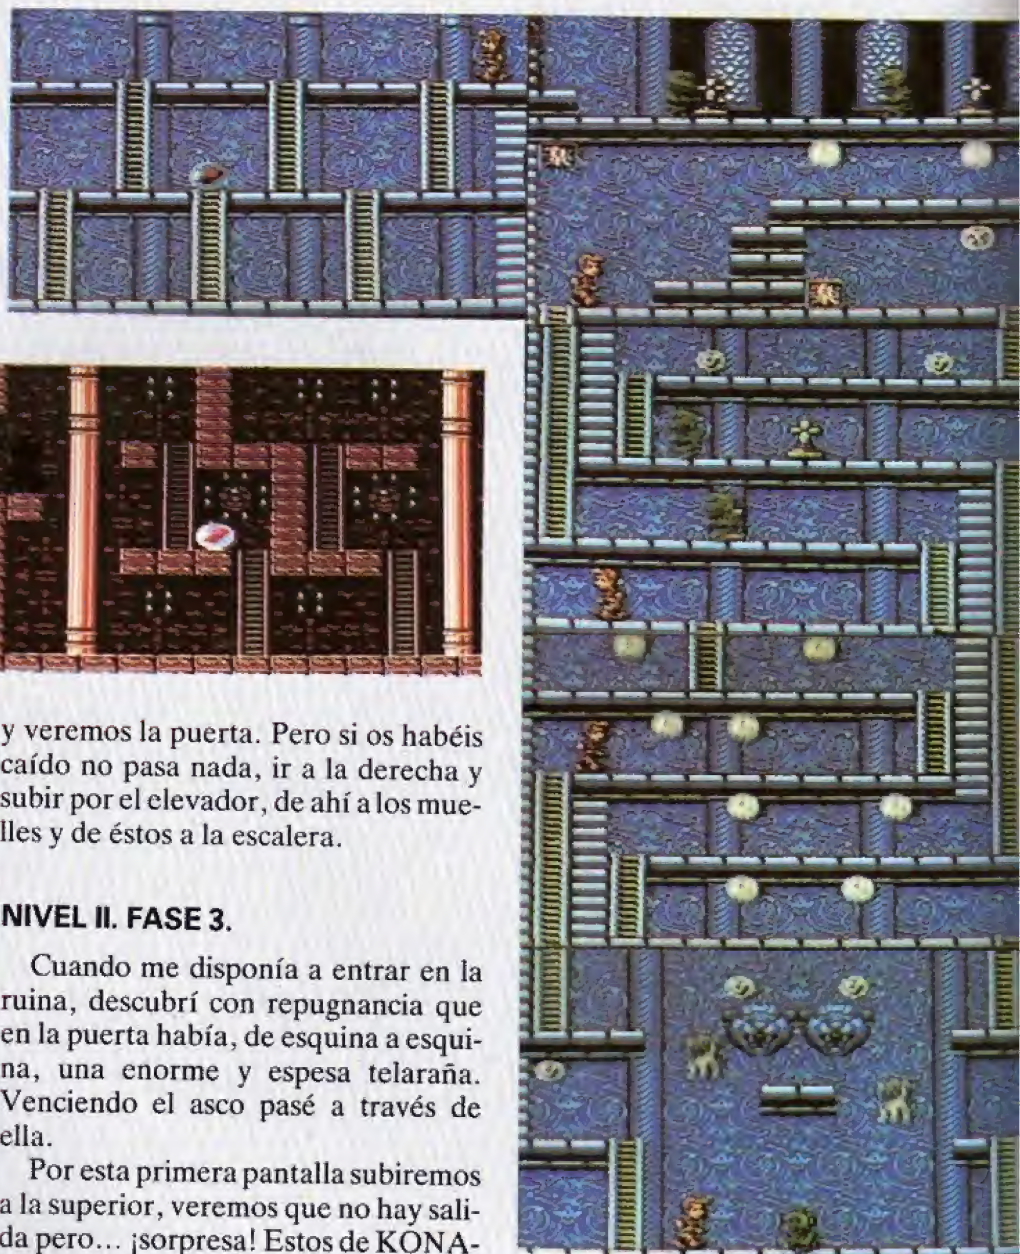 y veremos la puerta. Pero si os habéis
caído no pasa nada, ir a la derecha y
subir por el elevador, de ahí a los mue-
lles y de éstos a la escalera.
NIVEL II. FASE 3.
Cuando me disponía a entrar en la
ruina, descubrí con repugnancia que
en la puerta había, de esquina a esqui-
na, una enorme y espesa telaraña.
Venciendo el asco pasé a través de
ella.
Por esta primera pantalla subiremos
a la superior, veremos que no hay sali-
da pero... ¡sorpresa! Estos de KONA-